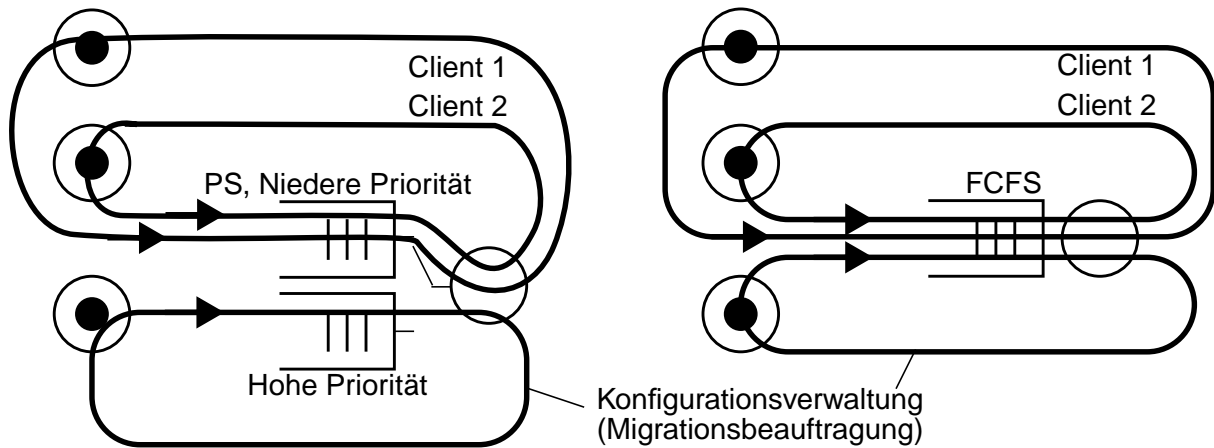 Client 1
Client 2
PS, Niedere Priorität
Hohe Priorität
Client 1
Client 2
FCFS
Konfigurationsverwaltung
(Migrationsbeauftragung)